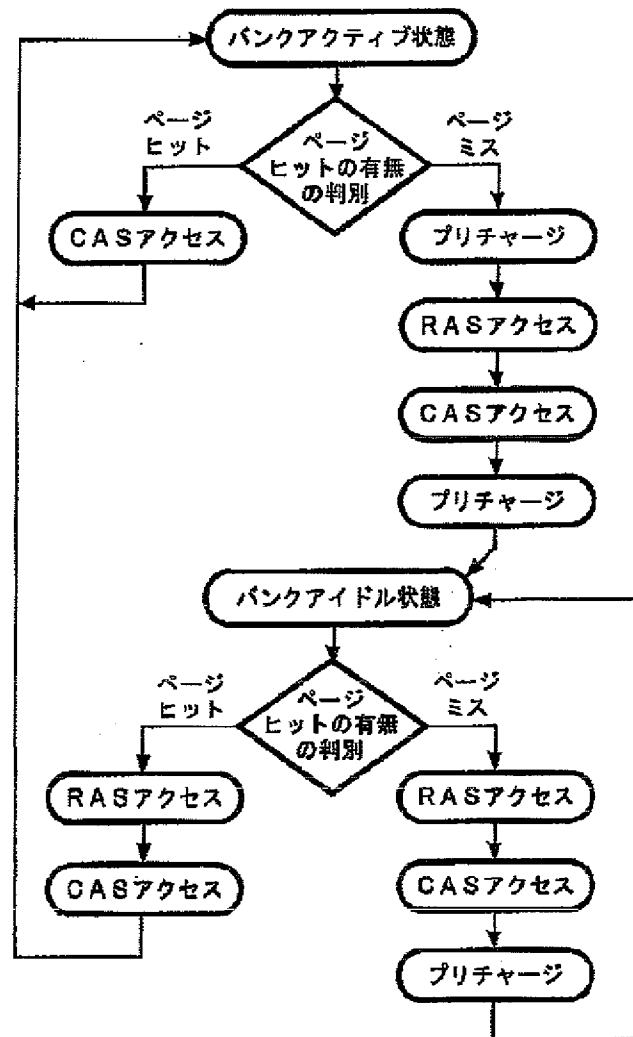 バンクアクティブ状態
ページ
ヒット
ページ
ヒットの有無
の判別
ページ
ミス
CASアクセス
プリチャージ
RASアクセス
CASアクセス
プリチャージ
バンクアイドル状態
ページ
ヒット
ページ
ヒットの有無
の判別
ページ
ミス
RASアクセス
RASアクセス
CASアクセス
CASアクセス
プリチャージ